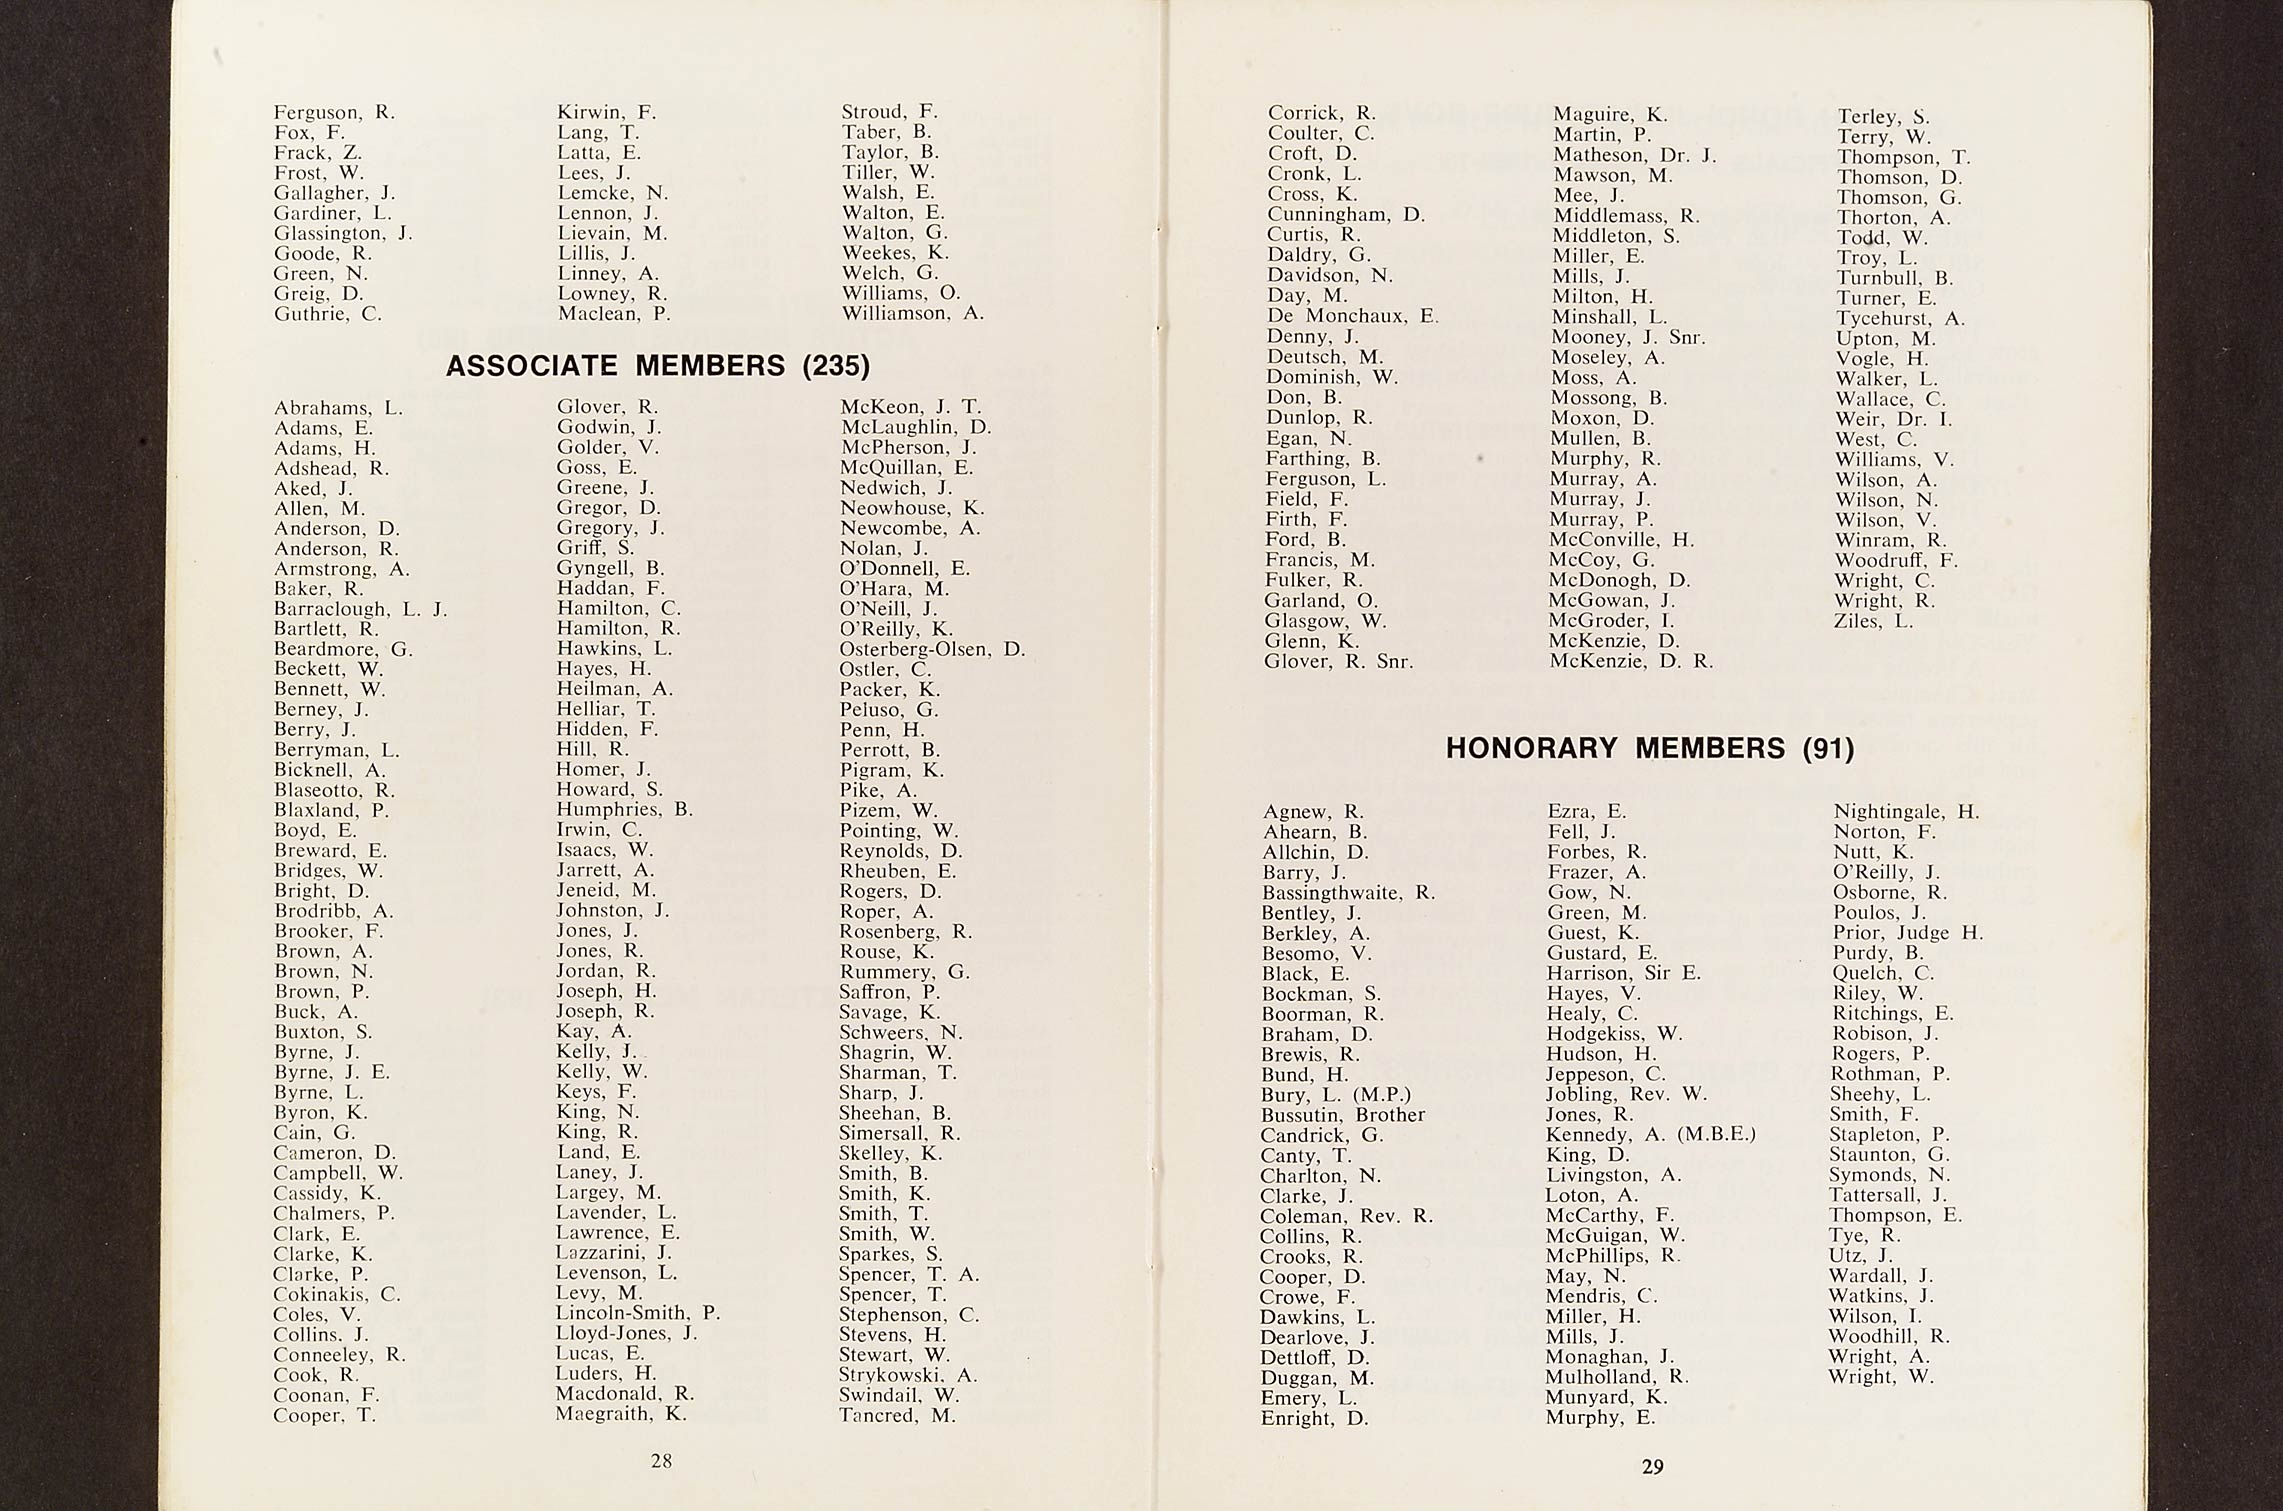 Ferguson, R.
Fox, F.
Frack, Z.
Frost, W.
Gallagher, J.
Gardiner, L.
Glassington, J.
Goode, R.
Green, N.
Greig, D.
Guthrie, C.
Kirwin, F.
Lang, T.
Latta, E.
Lees, J.
Lemcke, N.
Lennon, J.
Lievain, M.
Lillis, J.
Linney, A.
Lowney, R.
Maclean, P.
Stroud, F.
Taber, B.
Taylor, B.
Tiller, W.
Walsh, E.
Walton, E.
Walton, G.
Weekes, K.
Welch, G.
Williams, O.
Williamson, A.
ASSOCIATE MEMBERS (235)
Abrahams, L.
Adams, E.
Adams, H.
Adshead, R.
Aked, J.
Allen, M.
Anderson, D.
Anderson, R.
Armstrong, A.
Baker, R.
Barraclough, L. J.
Bartlett, R.
Beardmore, G.
Beckett, W.
Bennett, W.
Berney, J.
Berry, J.
Berryman, L.
Bicknell, A.
Blaseotto, R.
Blaxland, P.
Boyd, E.
Breward, E.
Bridges, W.
Bright, D.
Brodribb, A.
Brooker, F.
Brown, A.
Brown, N.
Brown, P.
Buck, A.
Buxton, S.
Byrne, J.
Byrne, J. E.
Byrne, L.
Byron, K.
Cain, G.
Cameron, D.
Campbell, W.
Cassidy, K.
Chalmers, P.
Clark, E.
Clarke, K.
Clarke, P.
Cokinakis, C.
Coles, V.
Collins. J.
Conneeley, R.
Cook, R.
Coonan, F.
Cooper, T.
Glover, R.
Godwin, J.
Golder, V.
Goss, E.
Greene, J.
Gregor, D.
Gregory, J.
Griff, S.
Gyngell, B.
Haddan, F.
Hamilton, C.
Hamilton, R.
Hawkins, L.
Hayes, H.
Heilman, A.
Helliar, T.
Hidden, F.
Hill, R.
Homer, J.
Howard, S.
Humphries, B.
Irwin, C.
Isaacs, W.
Jarrett, A.
Jeneid, M.
Johnston, J.
Jones, J.
Jones, R.
Jordan, R.
Joseph, H.
Joseph, R.
Kay, A.
Kelly, J.
Kelly, W.
Keys, F.
King, N.
King, R.
Land, E.
Laney, J.
Largey, M.
Lavender, L.
Lawrence, E.
Lazzarini, J.
Levenson, L.
Levy, M.
Lincoln-Smith, P.
Lloyd-Jones, J.
Lucas, E.
Luders, H.
Macdonald, R.
Maegraith, K.
McKeon, J. T.
McLaughlin, D.
McPherson, J.
McQuillan, E.
Nedwich, J.
Neowhouse, K.
Newcombe, A.
Nolan, J.
O'Donnell, E.
O'Hara, M.
O'Neill, J.
O'Reilly, K.
Osterberg-Olsen, D.
Ostler, C.
Packer, K.
Peluso, G.
Penn, H.
Perrott, B.
Pigram, K.
Pike, A.
Pizem, W.
Pointing, W.
Reynolds, D.
Rheuben, E.
Rogers, D.
Roper, A.
Rosenberg, R.
Rouse, K.
Rummery, G.
Saffron, P.
Savage, K.
Schweers, N.
Shagrin, W.
Sharman, T.
Sharp, J.
Sheehan, B.
Simersall, R.
Skelley, K.
Smith, B.
Smith, K.
Smith, T.
Smith, W.
Sparkes, S.
Spencer, T. A.
Spencer, T.
Stephenson, C.
Stevens, H.
Stewart, W.
Strykowski, A.
Swindail, W.
Tancred, M.
28
Corrick, R.
Coulter, C.
Croft, D.
Cronk, L.
Cross, K.
Cunningham, D.
Curtis, R.
Daldry, G.
Davidson, N.
Day, M.
De Monchaux, E.
Denny, J.
Deutsch, M.
Dominish, W.
Don, B.
Dunlop, R.
Egan, N.
Farthing, B.
Ferguson, L.
Field, F.
Firth, F.
Ford, B.
Francis, M.
Fulker, R.
Garland, O.
Glasgow, W.
Glenn, K.
Glover, R. Snr.
Maguire, K.
Martin, P.
Matheson, Dr. J.
Mawson, M.
Mee, J.
Middlemass, R.
Middleton, S.
Miller, E.
Mills, J.
Milton, H.
Minshall, L.
Mooney, J. Snr.
Moseley, A.
Moss, A.
Mossong, B.
Moxon, D.
Mullen, B.
Murphy, R.
Murray, A.
Murray, J.
Murray, P.
McConville, H.
McCoy, G.
McDonogh, D.
McGowan, J.
McGroder, I.
McKenzie, D.
McKenzie, D. R.
Terley, S.
Terry, W.
Thompson, T.
Thomson, D.
Thomson, G.
Thorton, A.
Todd, W.
Troy, L.
Turnbull, B.
Turner, E.
Tycehurst, A.
Upton, M.
Vogle, H.
Walker, L.
Wallace, C.
Weir, Dr. I.
West, C.
Williams, V.
Wilson, A.
Wilson, N.
Wilson, V.
Winram, R.
Woodruff, F.
Wright, C.
Wright, R.
Ziles, L.
HONORARY MEMBERS (91)
Agnew, R.
Ahearn, B.
Allchin, D.
Barry, J.
Bassingthwaite, R.
Bentley, J.
Berkley, A.
Besomo, V.
Black, E.
Bockman, S.
Boorman, R.
Braham, D.
Brewis, R.
Bund, H.
Bury, L. (M.P.)
Bussutin, Brother
Candrick, G.
Canty, T.
Charlton, N.
Clarke, J.
Coleman, Rev. R.
Collins, R.
Crooks, R.
Cooper, D.
Crowe, F.
Dawkins, L.
Dearlove, J.
Dettloff, D.
Duggan, M.
Emery, L.
Enright, D.
Ezra, E.
Fell, J.
Forbes, R.
Frazer, A.
Gow, N.
Green, M.
Guest, K.
Gustard, E.
Harrison, Sir E.
Hayes, V.
Healy, C.
Hodgekiss, W.
Hudson, H.
Jeppeson, C.
Jobling, Rev. W.
Jones, R.
Kennedy, A. (M.B.E.)
King, D.
Livingston, A.
Loton, A.
McCarthy, F.
McGuigan, W.
McPhillips, R.
May, N.
Mendris, C.
Miller, H.
Mills, J.
Monaghan, J.
Mulholland, R.
Munyard, K.
Murphy, E.
Nightingale, H.
Norton, F.
Nutt, K.
O'Reilly, J.
Osborne, R.
Poulos, J.
Prior, Judge H.
Purdy, B.
Quelch, C.
Riley, W.
Ritchings, E.
Robison, J.
Rogers, P.
Rothman, P.
Sheehy, L.
Smith, F.
Stapleton, P.
Staunton, G.
Symonds, N.
Tattersall, J.
Thompson, E.
Tye, R.
Utz, J.
Wardall, J.
Watkins, J.
Wilson, I.
Woodhill, R.
Wright, A.
Wright, W.
29